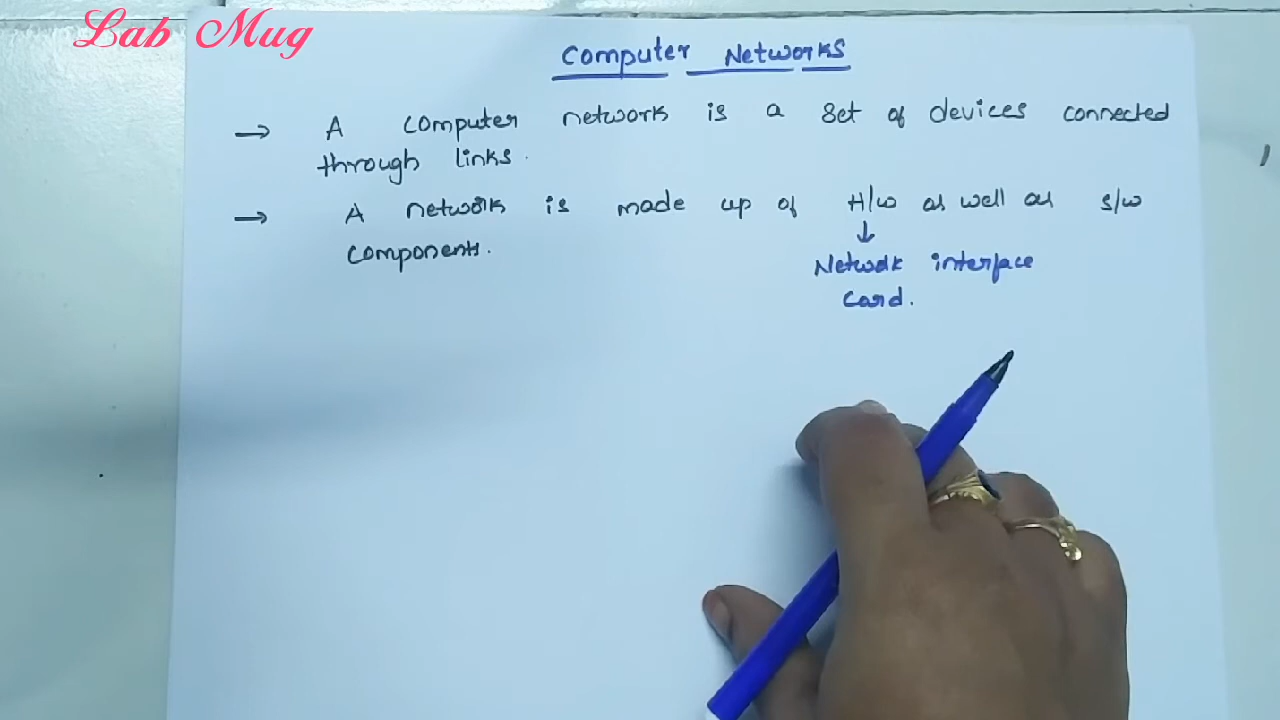 Lab Mug
Computer Networks
→ A computer network is a set of devices connected
through links.
→ A network is made up of H/w as well as s/w
components.
↓
Network interface
Card.